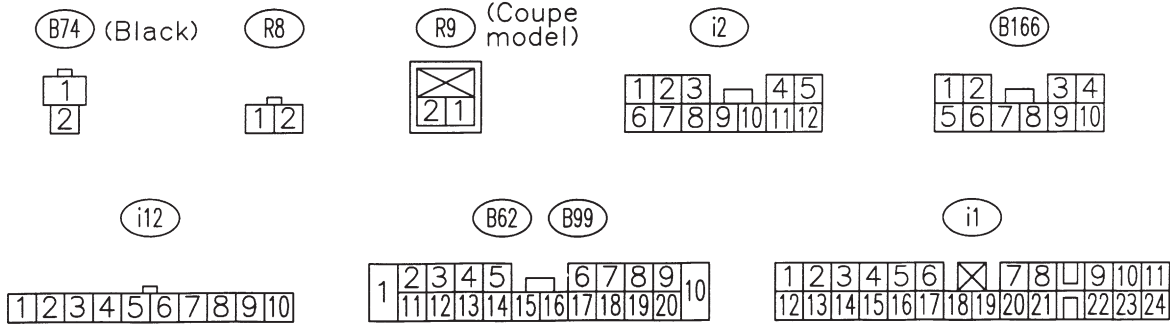 B74 (Black) R8 R9 (Coupe model) i2 B166
1 1 2 3 4 5 1 2 3 4
2 1 2 2 1 6 7 8 9 10 11 12 5 6 7 8 9 10
i12 B62 B99 i1
1 2 3 4 5 6 7 8 9 10
1 2 3 4 5 6 7 8 9 10
11 12 13 14 15 16 17 18 19 20
1 2 3 4 5 6 7 8 9 10 11
12 13 14 15 16 17 18 19 20 21 22 23 24